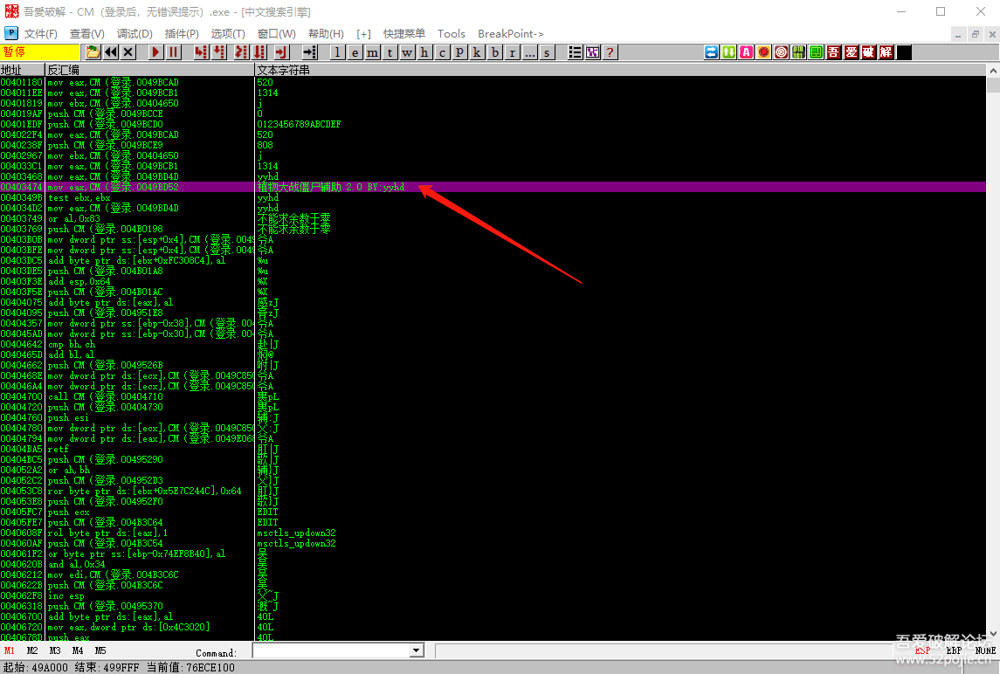 吾爱破解 - CM（登录后，无错误提示）.exe - [中文搜索引擎]
文件(F) 查看(V) 调试(D) 插件(P) 选项(T) 窗口(W) 帮助(H) [+] 快捷菜单 Tools BreakPoint->
暂停 l e m t w h c p k b r ... s ? 吾 爱 破 解
地址 反汇编 文本字符串
00401180 mov eax,CM（登录.0049BCAD 520
004011EE mov eax,CM（登录.0049BCB1 1314
00401819 mov ebx,CM（登录.00404650 j
004019AF push CM（登录.0049BCCE 0
00401EDF push CM（登录.0049BCD0 0123456789ABCDEF
004022F4 mov eax,CM（登录.0049BCAD 520
0040238F push CM（登录.0049BCE9 808
00402967 mov ebx,CM（登录.00404650 j
004033C1 mov eax,CM（登录.0049BCB1 1314
00403468 mov eax,CM（登录.0049BD4D yyhd
00403474 mov eax,CM（登录.0049BD52 植物大战僵尸辅助 2.0 BY:yyhd
0040349B test ebx,ebx yyhd
004034D2 mov eax,CM（登录.0049BD4D yyhd
00403749 or al,0x83 不能求余数于零
00403769 push CM（登录.004B0198 不能求余数于零
00403B0B mov dword ptr ss:[esp+0x4],CM（登录.0049 爷A
00403BFE mov dword ptr ss:[esp+0x4],CM（登录.0049 爷A
00403DC5 add byte ptr ds:[ebx+0xFC308C4],al %u
00403DE5 push CM（登录.004B01A8 %u
00403F3E add esp,0x64 %X
00403F5E push CM（登录.004B01AC %X
00404075 add byte ptr ds:[eax],al 感zJ
00404095 push CM（登录.004951E8 膏zJ
00404357 mov dword ptr ss:[ebp-0x38],CM（登录.004 爷A
004045AD mov dword ptr ss:[ebp-0x30],CM（登录.004 爷A
00404642 cmp bh,ch 赴|J
0040465D add bl,al 焖@
00404662 push CM（登录.0049526B 咐|J
0040468E mov dword ptr ds:[ecx],CM（登录.0049C850 爷A
004046A4 mov dword ptr ds:[ecx],CM（登录.0049C850 爷A
00404700 call CM（登录.00404710 裹pL
00404720 push CM（登录.00404730 裹pL
00404760 push esi 辅:J
00404780 mov dword ptr ds:[ecx],CM（登录.0049C850 父:J
00404794 mov dword ptr ds:[eax],CM（登录.0049E068 爷A
00404BA5 retf 肛|J
00404BC5 push CM（登录.00495290 歌|J
004052A2 or ah,bh 辅}J
004052C2 push CM（登录.004952D3 父}J
004053C8 ror byte ptr ds:[ebx+0x5E7C244C],0x64 肛}J
004053E8 push CM（登录.004952F0 歌}J
00405FC7 push ecx EDIT
00405FE7 push CM（登录.004B3C64 EDIT
0040608F rol byte ptr ds:[eax],1 msctls_updown32
004060AF push CM（登录.004B3C54 msctls_updown32
004061F2 or byte ptr ss:[ebp-0x74EF8B40],al 吴
0040620B and al,0x34 吴
00406212 mov edi,CM（登录.004B3C6C 吴
0040622B push CM（登录.004B3C6C 吴
004062F8 inc esp 父~J
00406318 push CM（登录.00495370 溉~J
00406700 add byte ptr ds:[eax],al 40L
00406720 mov eax,dword ptr ds:[0x4C3020] 40L
0040678D push eax 40L
M1 M2 M3 M4 M5 Command: ESP EBP NONE
起始:49A000 结束:499FFF 当前值:76ECE100
吾爱破解论坛
www.52pojie.cn